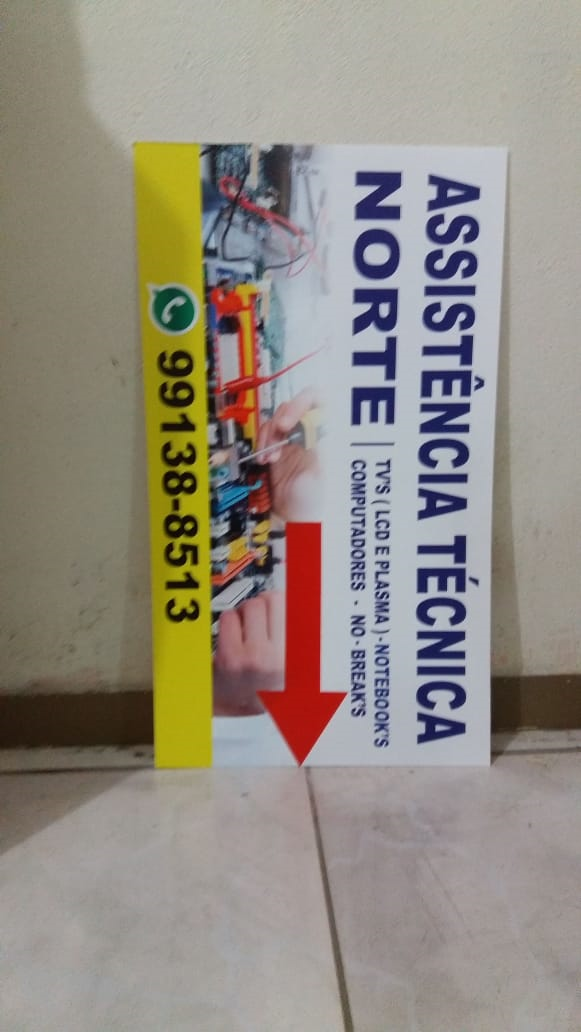 ASSISTÊNCIA TÉCNICA
NORTE
TV'S ( LCD E PLASMA ) - NOTEBOOK'S
COMPUTADORES - NO-BREAK'S
99138-8513